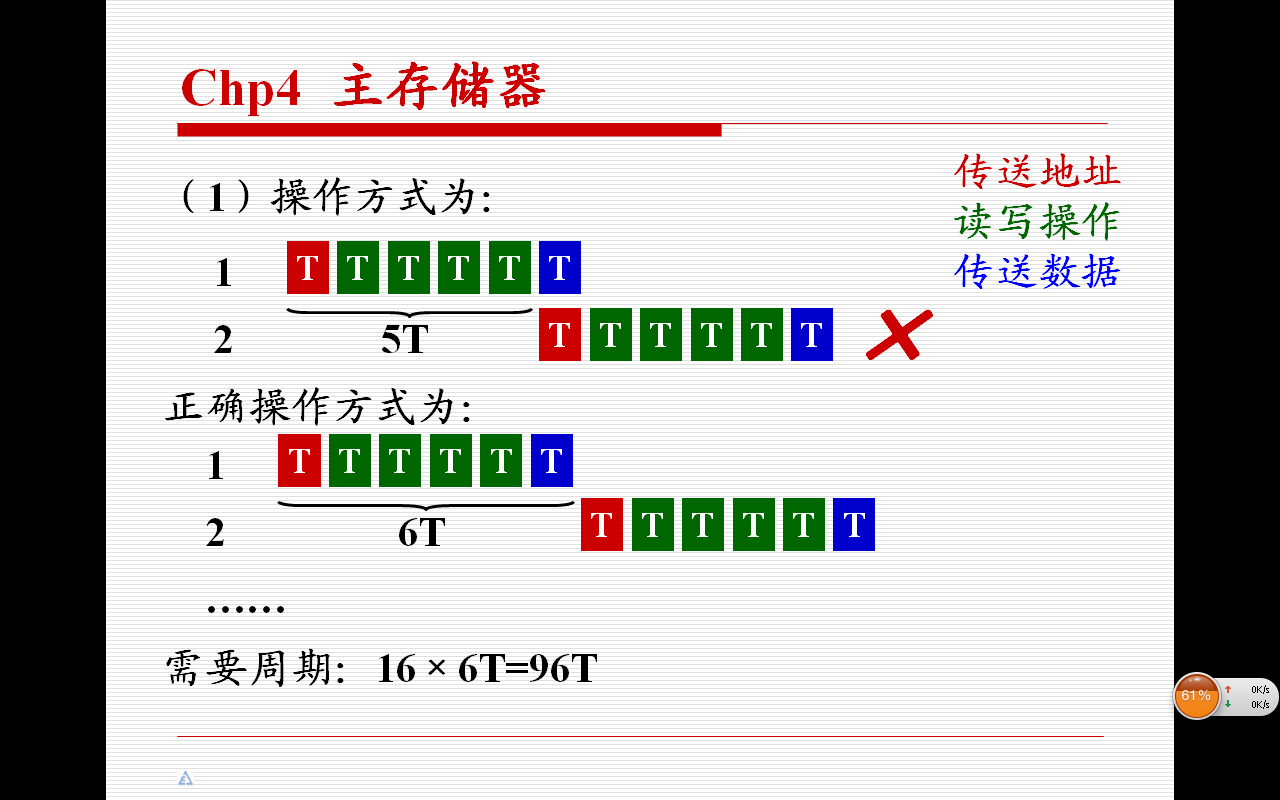 Chp4 主存储器
传送地址
(1)操作方式为:
读写操作
1 T T T T T T
传送数据
2 5T T T T T T T
正确操作方式为:
1 T T T T T T
2 6T T T T T T T
……
需要周期: 16 × 6T=96T
61% 0K/s
0K/s